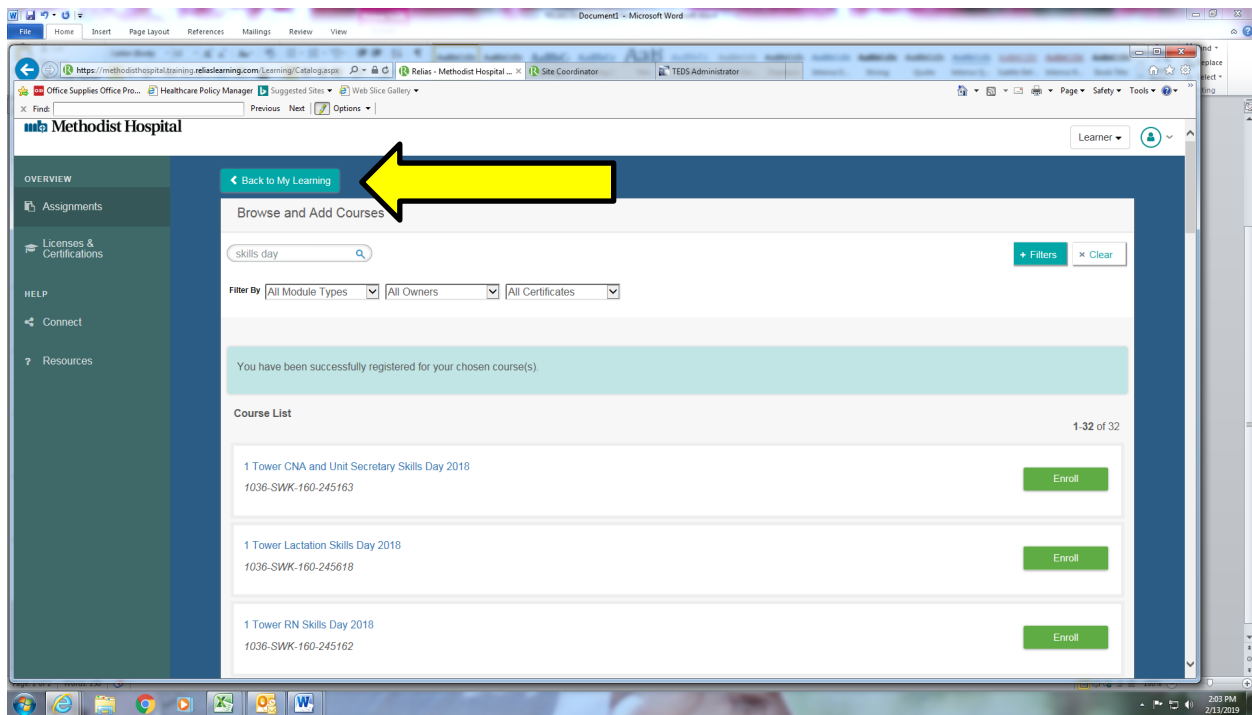 Document1 - Microsoft Word
File Home Insert Page Layout References Mailings Review View
https://methodisthospital.training.reliaslearning.com/Learning/Catalog.aspx
Relias - Methodist Hospital ...
Site Coordinator
TEDS Administrator
Office Supplies Office Pro... Healthcare Policy Manager Suggested Sites Web Slice Gallery
Page Safety Tools
x Find: Previous Next Options
Methodist Hospital
Learner
OVERVIEW
Assignments
Licenses &
Certifications
HELP
Connect
? Resources
Back to My Learning
Browse and Add Courses
skills day
+ Filters × Clear
Filter By All Module Types All Owners All Certificates
You have been successfully registered for your chosen course(s).
Course List
1-32 of 32
1 Tower CNA and Unit Secretary Skills Day 2018
1036-SWK-160-245163
Enroll
1 Tower Lactation Skills Day 2018
1036-SWK-160-245618
Enroll
1 Tower RN Skills Day 2018
1036-SWK-160-245162
Enroll
2:03 PM
2/13/2019